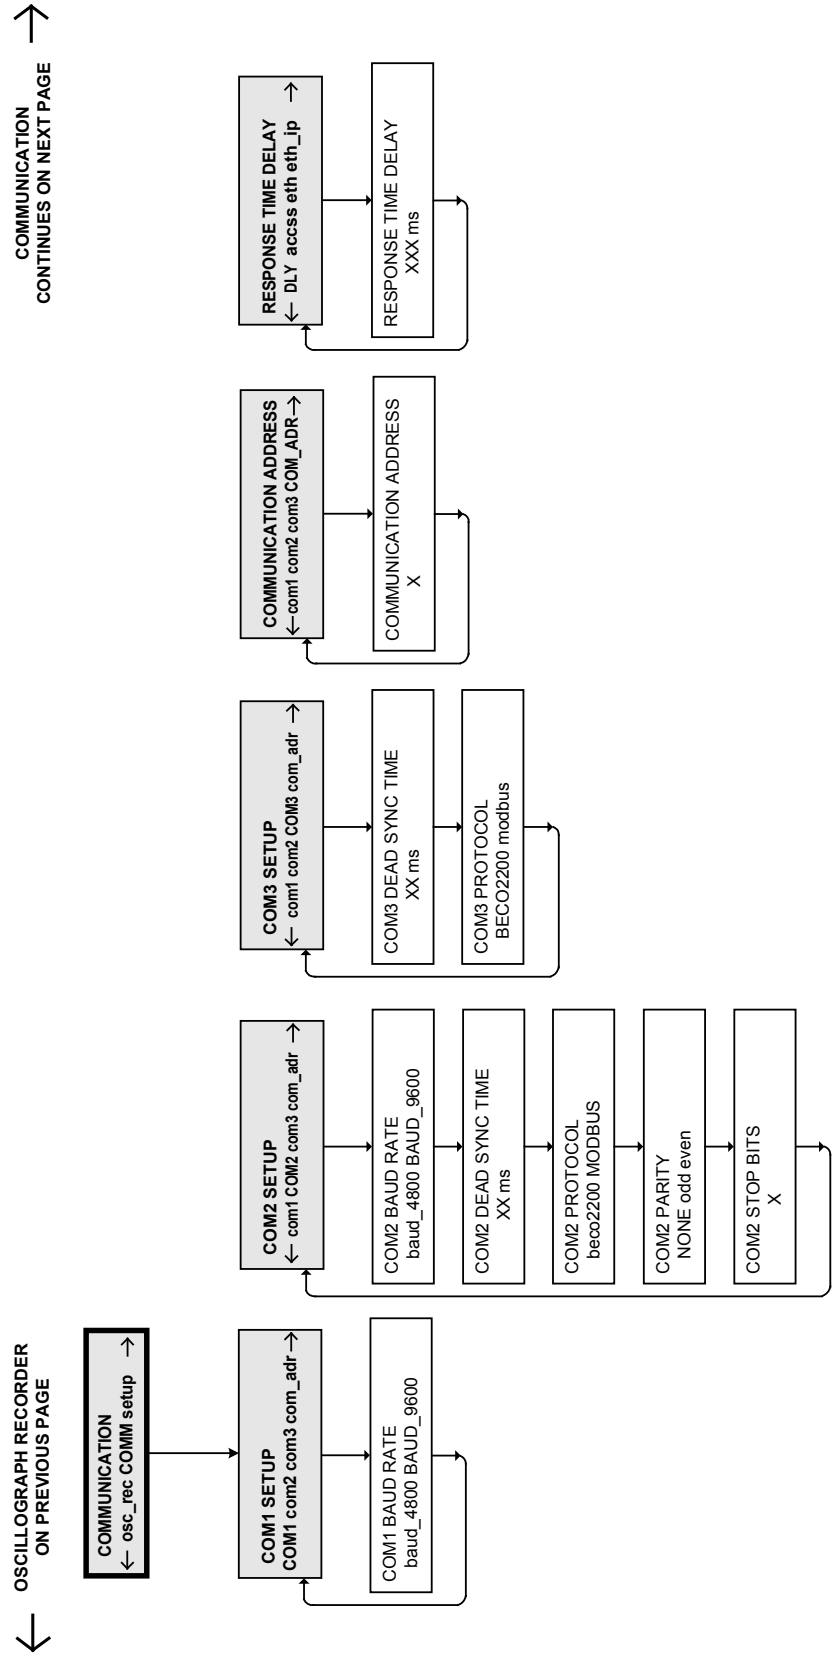 ← OSCILLOGRAPH RECORDER
ON PREVIOUS PAGE
COMMUNICATION
CONTINUES ON NEXT PAGE →
COMMUNICATION
← osc_rec COMM setup →
COM1 SETUP
COM1 com2 com3 com_adr→
COM1 BAUD RATE
baud_4800 BAUD_9600
COM2 SETUP
← com1 COM2 com3 com_adr →
COM2 BAUD RATE
baud_4800 BAUD_9600
COM2 DEAD SYNC TIME
XX ms
COM2 PROTOCOL
beco2200 MODBUS
COM2 PARITY
NONE odd even
COM2 STOP BITS
X
COM3 SETUP
← com1 com2 COM3 com_adr →
COM3 DEAD SYNC TIME
XX ms
COM3 PROTOCOL
BECO2200 modbus
COMMUNICATION ADDRESS
←com1 com2 com3 COM_ADR→
COMMUNICATION ADDRESS
X
RESPONSE TIME DELAY
← DLY accss eth eth_ip →
RESPONSE TIME DELAY
XXX ms